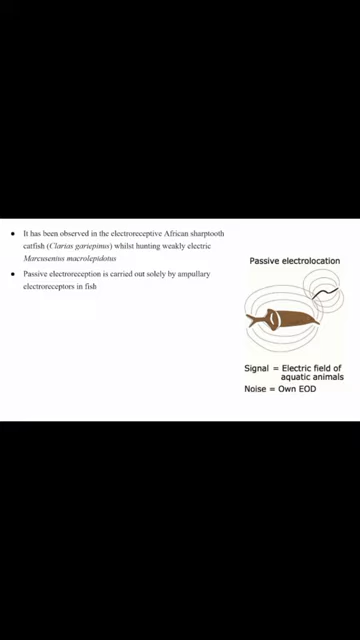 It has been observed in the electroreceptive African sharptooth
catfish (Clarias gariepinus) whilst hunting weakly electric
Marcusenius macrolepidotus
Passive electroreception is carried out solely by ampullary
electroreceptors in fish
Passive electrolocation
Signal = Electric field of
aquatic animals
Noise = Own EOD